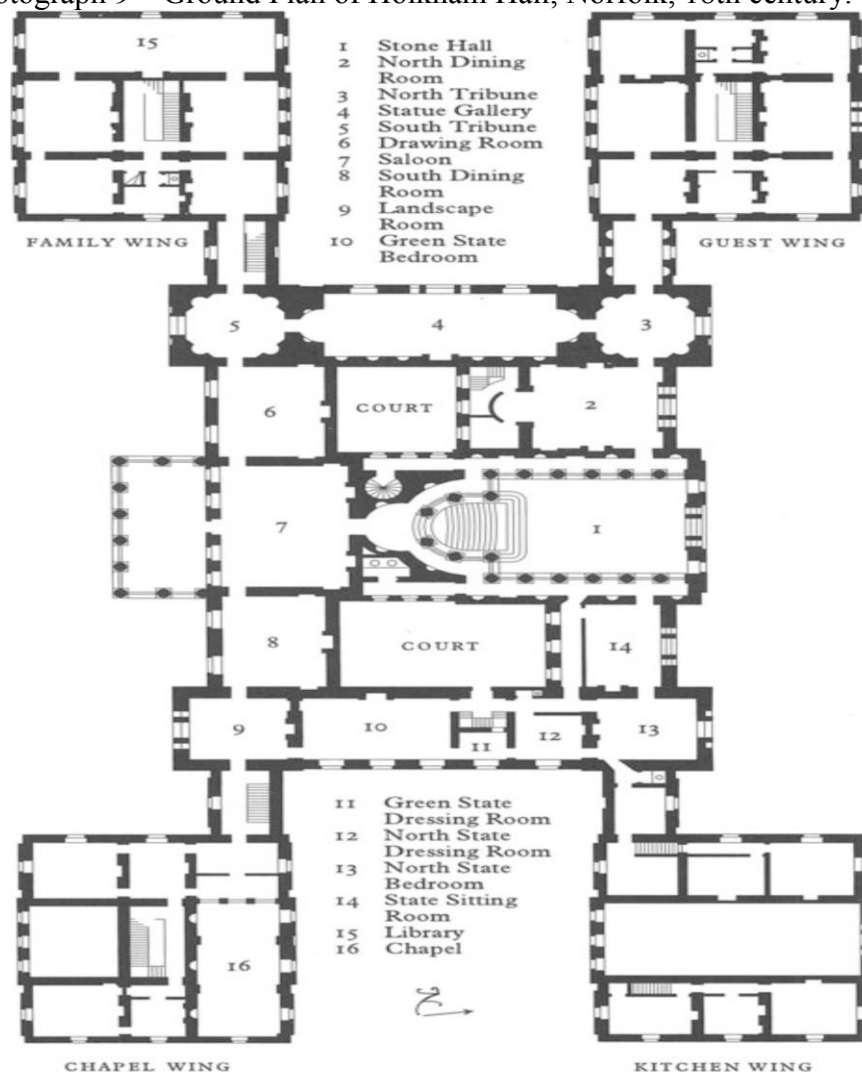 otograph 9 – Ground Plan of Holkham Hall, Norfolk, 18th century.
15
1 Stone Hall
2 North Dining
Room
3 North Tribune
4 Statue Gallery
5 South Tribune
6 Drawing Room
7 Saloon
8 South Dining
Room
9 Landscape
Room
10 Green State
Bedroom
FAMILY WING
GUEST WING
5
4
3
6
COURT
2
7
1
8
COURT
14
9
10
11
12
13
11 Green State
Dressing Room
12 North State
Dressing Room
13 North State
Bedroom
14 State Sitting
Room
15 Library
16 Chapel
16
N
CHAPEL WING
KITCHEN WING